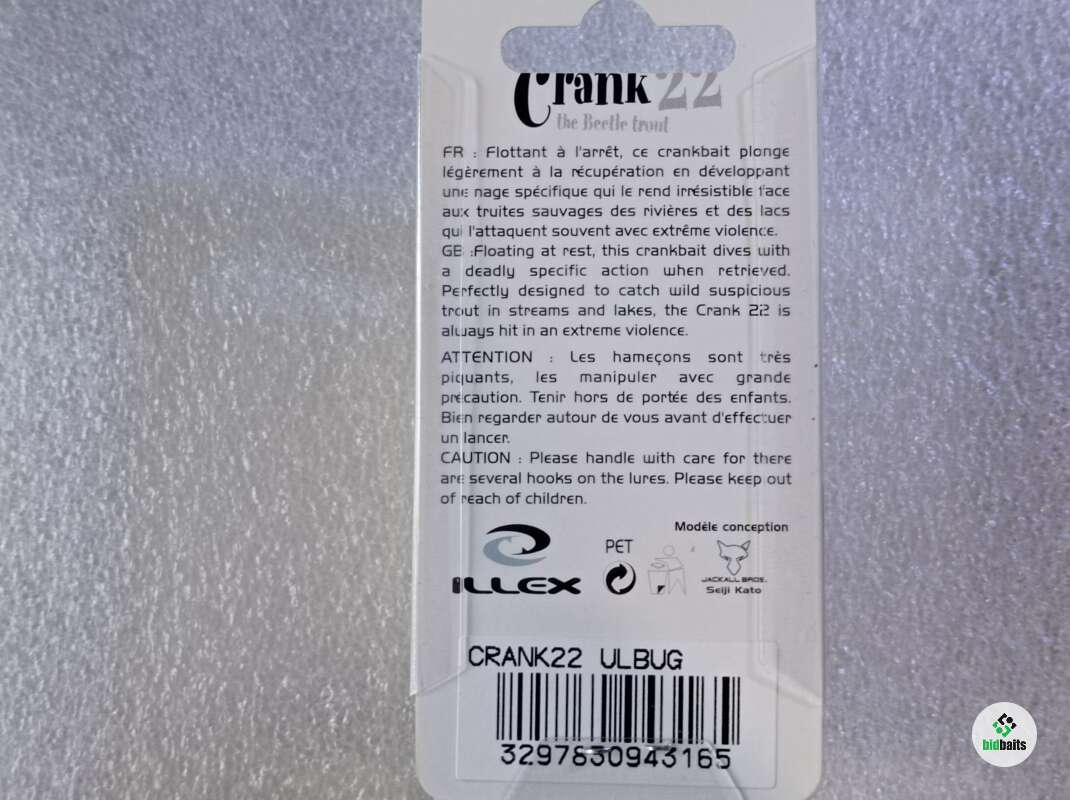 Crank 22
the Beetle trout
FR : Flottant à l'arrêt, ce crankbait plonge
légèrement à la récupération en développant
une nage spécifique qui le rend irrésistible face
aux truites sauvages des rivières et des lacs
qui l'attaquent souvent avec extrême violence.
GB :Floating at rest, this crankbait dives with
a deadly specific action when retrieved.
Perfectly designed to catch wild suspicious
trout in streams and lakes, the Crank 22 is
always hit in an extreme violence.
ATTENTION : Les hameçons sont très
piquants, les manipuler avec grande
précaution. Tenir hors de portée des enfants.
Bien regarder autour de vous avant d'effectuer
un lancer.
CAUTION : Please handle with care for there
are several hooks on the lures. Please keep out
of reach of children.
Modèle conception
PET
ILLEX
JACKALL BROS.
Seiji Kato
CRANK22 ULBUG
3297830943165
bidbaits